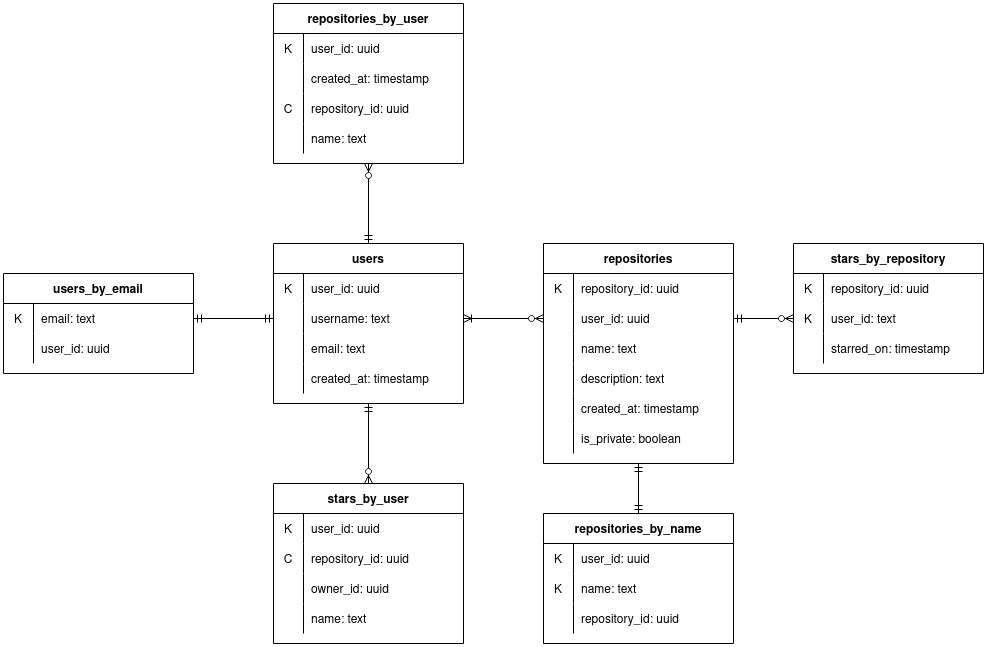 repositories_by_user
K user_id: uuid
created_at: timestamp
C repository_id: uuid
name: text
users_by_email
K email: text
user_id: uuid
users
K user_id: uuid
username: text
email: text
created_at: timestamp
repositories
K repository_id: uuid
user_id: uuid
name: text
description: text
created_at: timestamp
is_private: boolean
stars_by_repository
K repository_id: uuid
K user_id: text
starred_on: timestamp
stars_by_user
K user_id: uuid
C repository_id: uuid
owner_id: uuid
name: text
repositories_by_name
K user_id: uuid
K name: text
repository_id: uuid